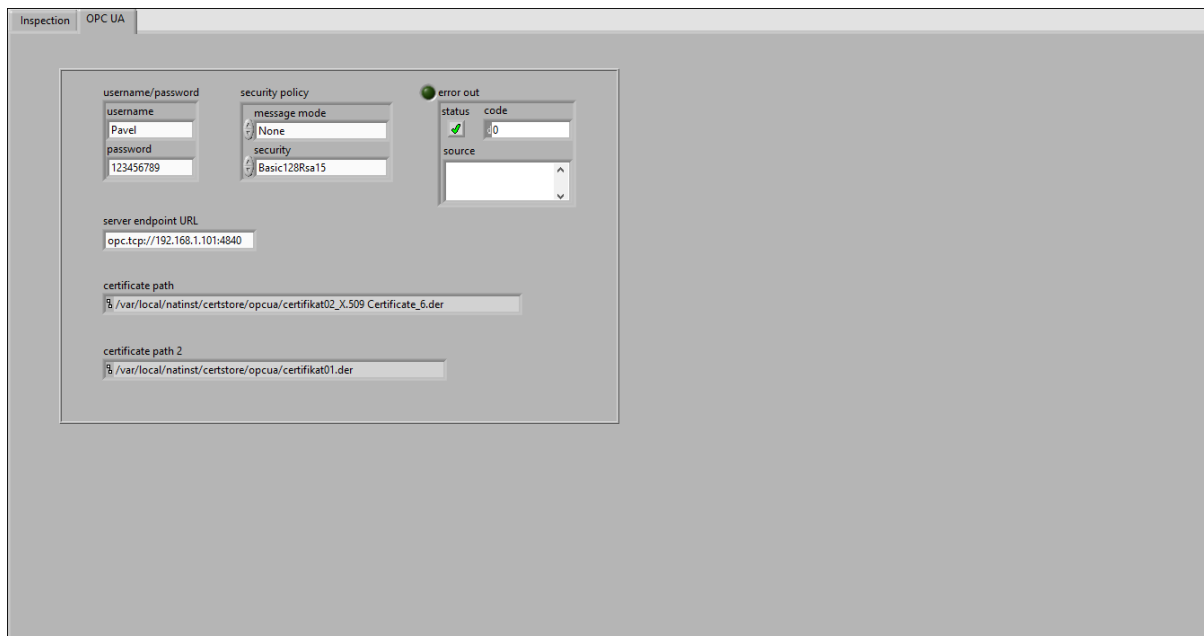 Inspection
OPC UA
username/password
username
Pavel
password
123456789
security policy
message mode
None
security
Basic128Rsa15
error out
status
code
d0
source
server endpoint URL
opc.tcp://192.168.1.101:4840
certificate path
/var/local/natinst/certstore/opcua/certifikat02_X.509 Certificate_6.der
certificate path 2
/var/local/natinst/certstore/opcua/certifikat01.der